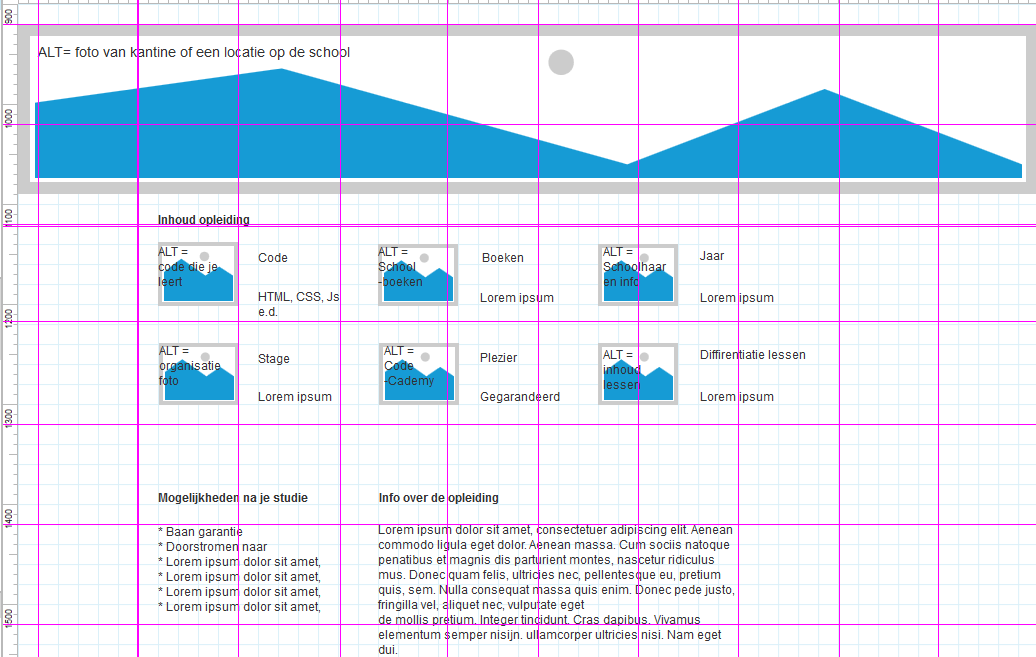 900
ALT= foto van kantine of een locatie op de school
1000
1100
Inhoud opleiding
ALT =
code die je
leert
Code
HTML, CSS, Js
e.d.
ALT =
School
-boeken
Boeken
Lorem ipsum
ALT =
Schoolhaar
en info
Jaar
Lorem ipsum
1200
ALT =
organisatie
foto
Stage
Lorem ipsum
ALT =
Code
-Cademy
Plezier
Gegarandeerd
ALT =
inhoud
lessen
Diffirentiatie lessen
Lorem ipsum
1300
Mogelijkheden na je studie
1400
* Baan garantie
* Doorstromen naar
* Lorem ipsum dolor sit amet,
* Lorem ipsum dolor sit amet,
* Lorem ipsum dolor sit amet,
* Lorem ipsum dolor sit amet,
Info over de opleiding
Lorem ipsum dolor sit amet, consectetuer adipiscing elit. Aenean
commodo ligula eget dolor. Aenean massa. Cum sociis natoque
penatibus et magnis dis parturient montes, nascetur ridiculus
mus. Donec quam felis, ultricies nec, pellentesque eu, pretium
quis, sem. Nulla consequat massa quis enim. Donec pede justo,
fringilla vel, aliquet nec, vulputate eget
de mollis pretium. Integer tincidunt. Cras dapibus. Vivamus
elementum semper nisijn. ullamcorper ultricies nisi. Nam eget
dui.
1500